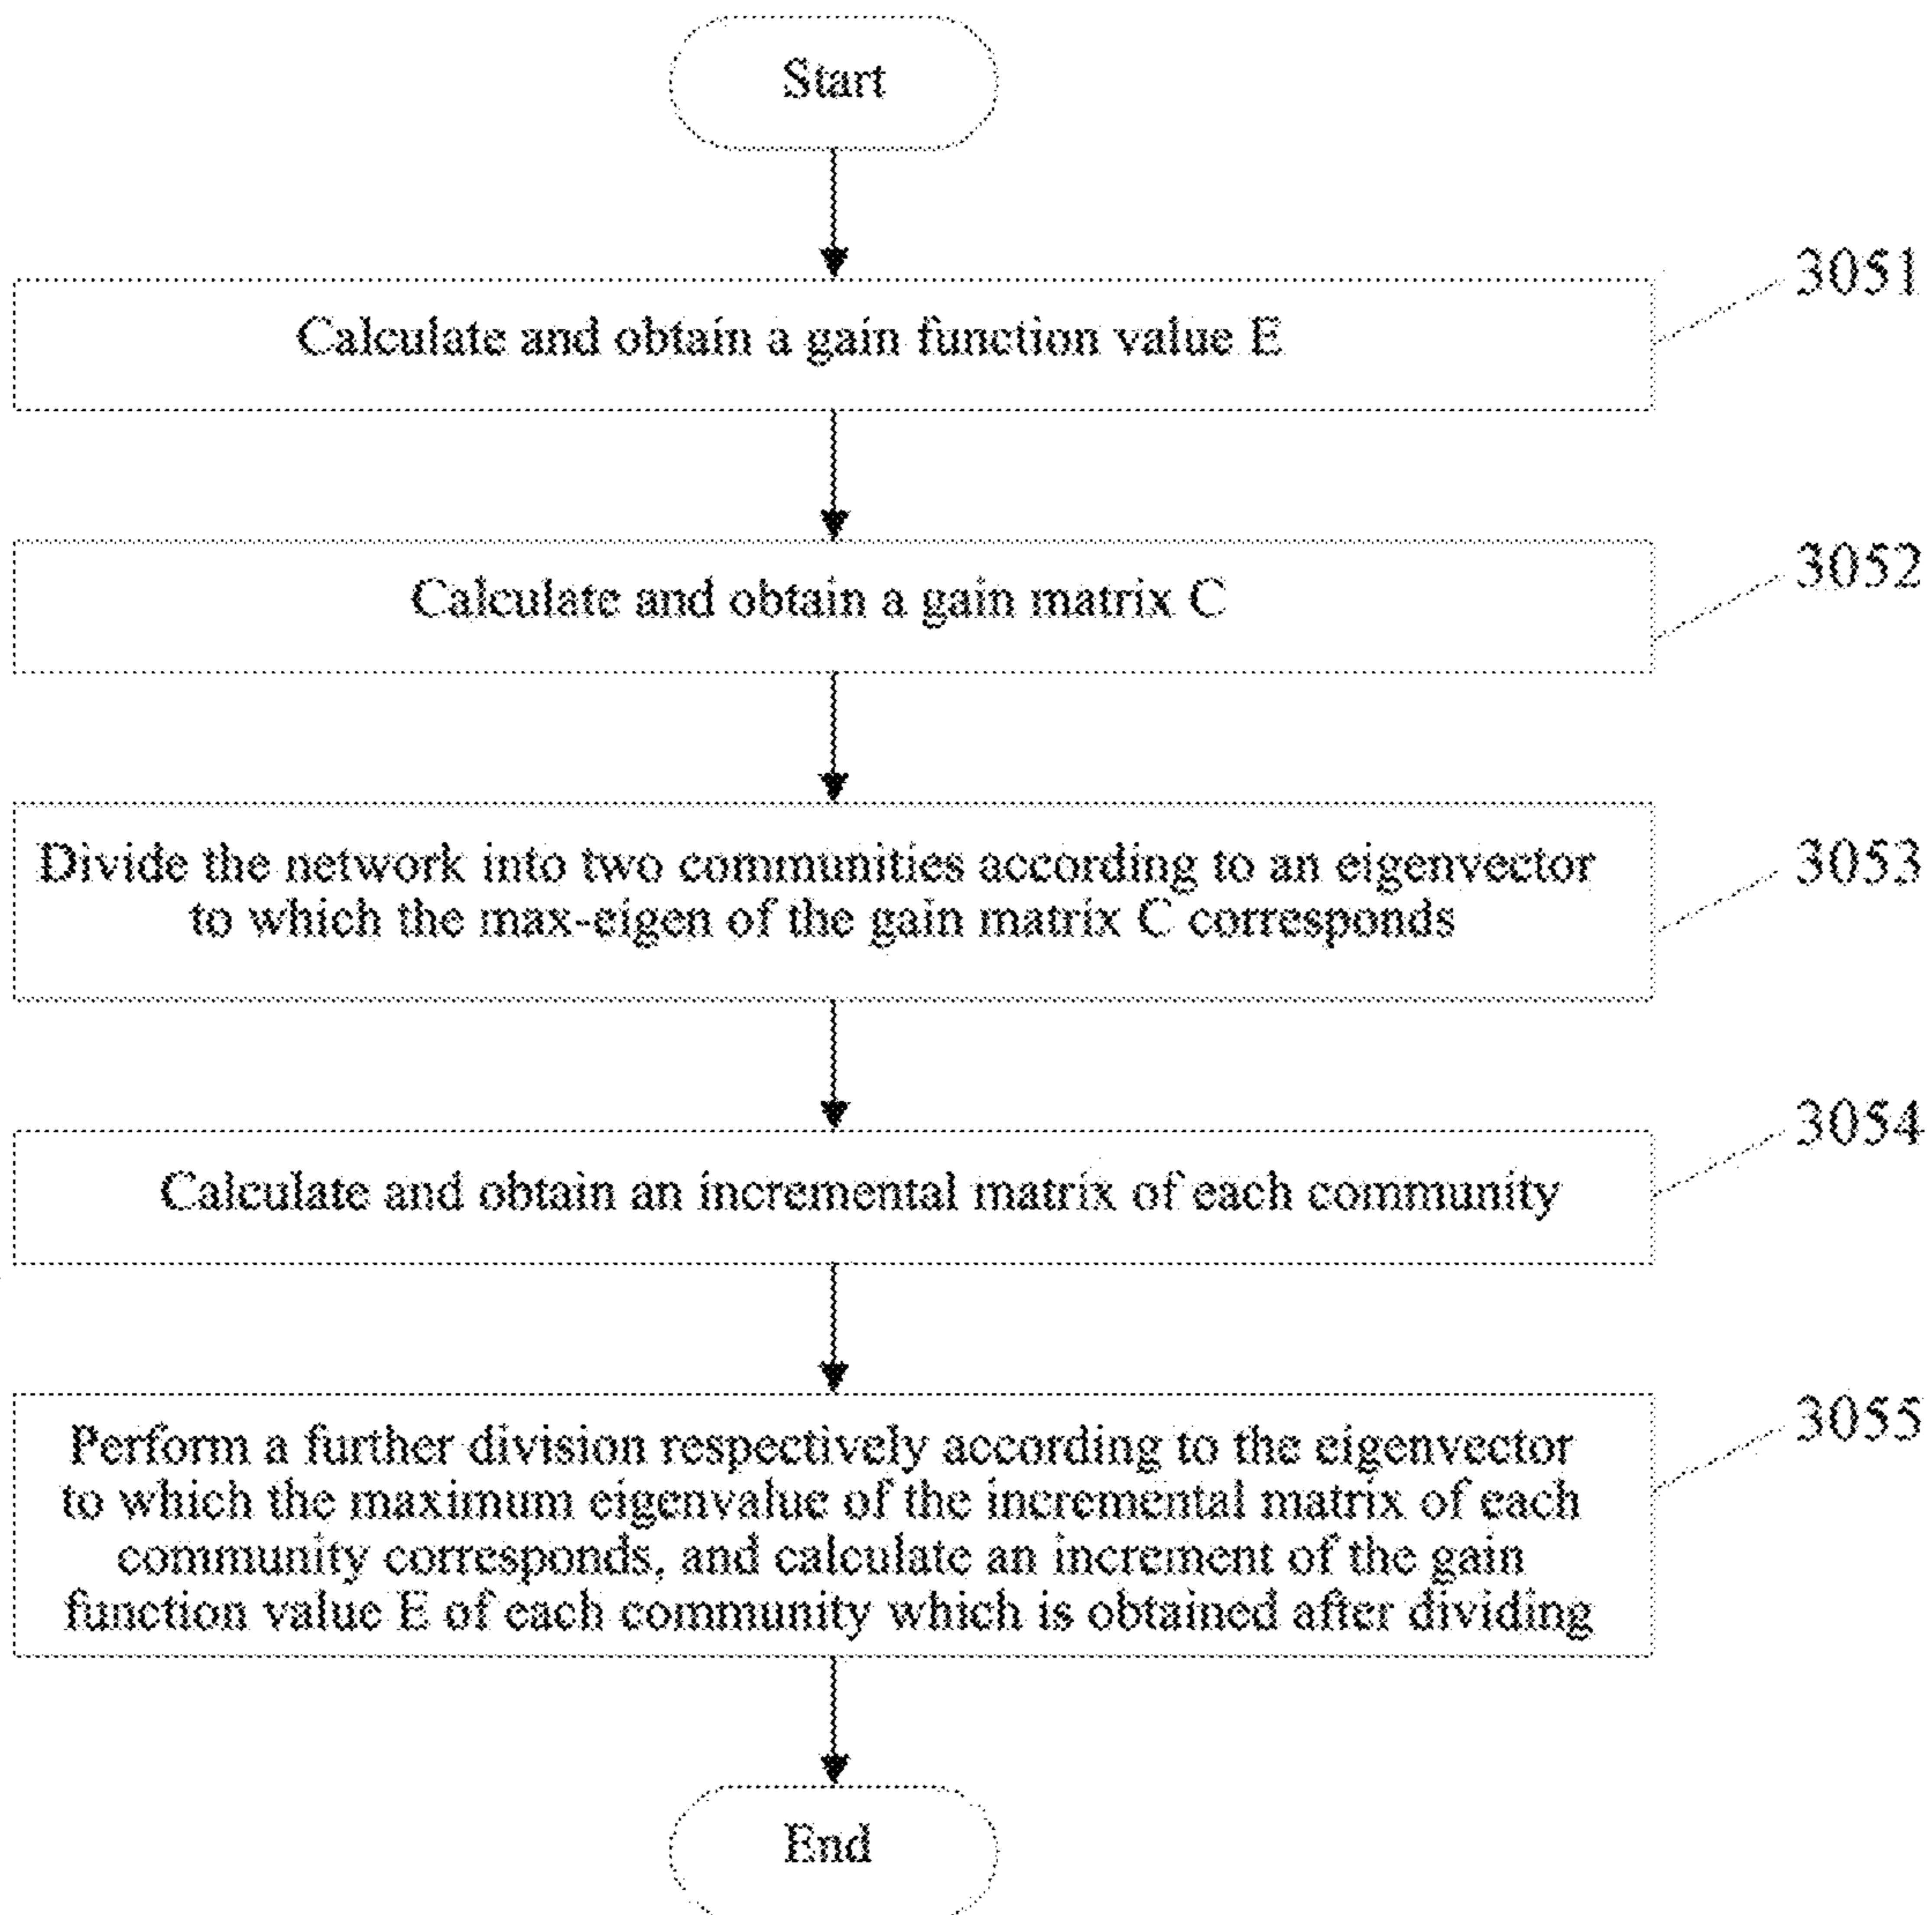 Start
3051
Calculate and obtain a gain function value E
3052
Calculate and obtain a gain matrix C
3053
Divide the network into two communities according to an eigenvector
to which the max-eigen of the gain matrix C corresponds
3054
Calculate and obtain an incremental matrix of each community
3055
Perform a further division respectively according to the eigenvector
to which the maximum eigenvalue of the incremental matrix of each
community corresponds, and calculate an increment of the gain
function value E of each community which is obtained after dividing
End